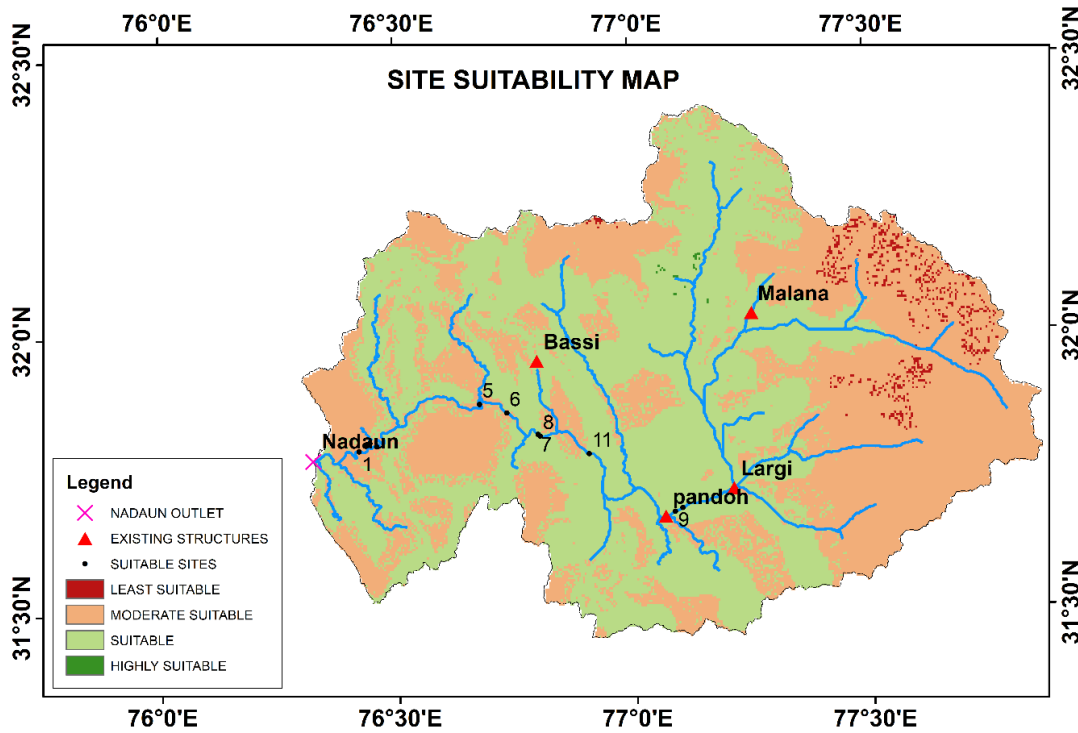 76°0'E 76°30'E 77°0'E 77°30'E
32°30'N 32°30'N
SITE SUITABILITY MAP
Malana
32°0'N 32°0'N
Bassi
5
6
8
7
11
Nadaun
1
Largi
pandoh
9
Legend
NADAUN OUTLET
EXISTING STRUCTURES
SUITABLE SITES
LEAST SUITABLE
MODERATE SUITABLE
SUITABLE
HIGHLY SUITABLE
31°30'N 31°30'N
76°0'E 76°30'E 77°0'E 77°30'E